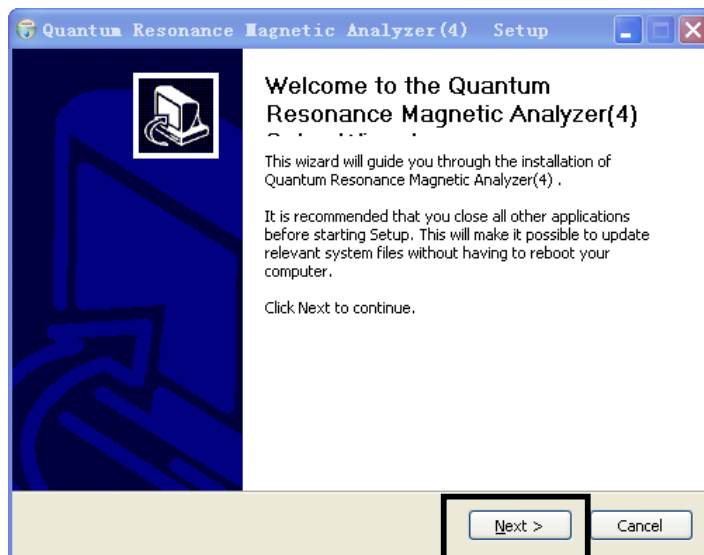 Quantum Resonance Magnetic Analyzer(4) Setup
Welcome to the Quantum
Resonance Magnetic Analyzer(4)
This wizard will guide you through the installation of
Quantum Resonance Magnetic Analyzer(4) .
It is recommended that you close all other applications
before starting Setup. This will make it possible to update
relevant system files without having to reboot your
computer.
Click Next to continue.
Next >
Cancel